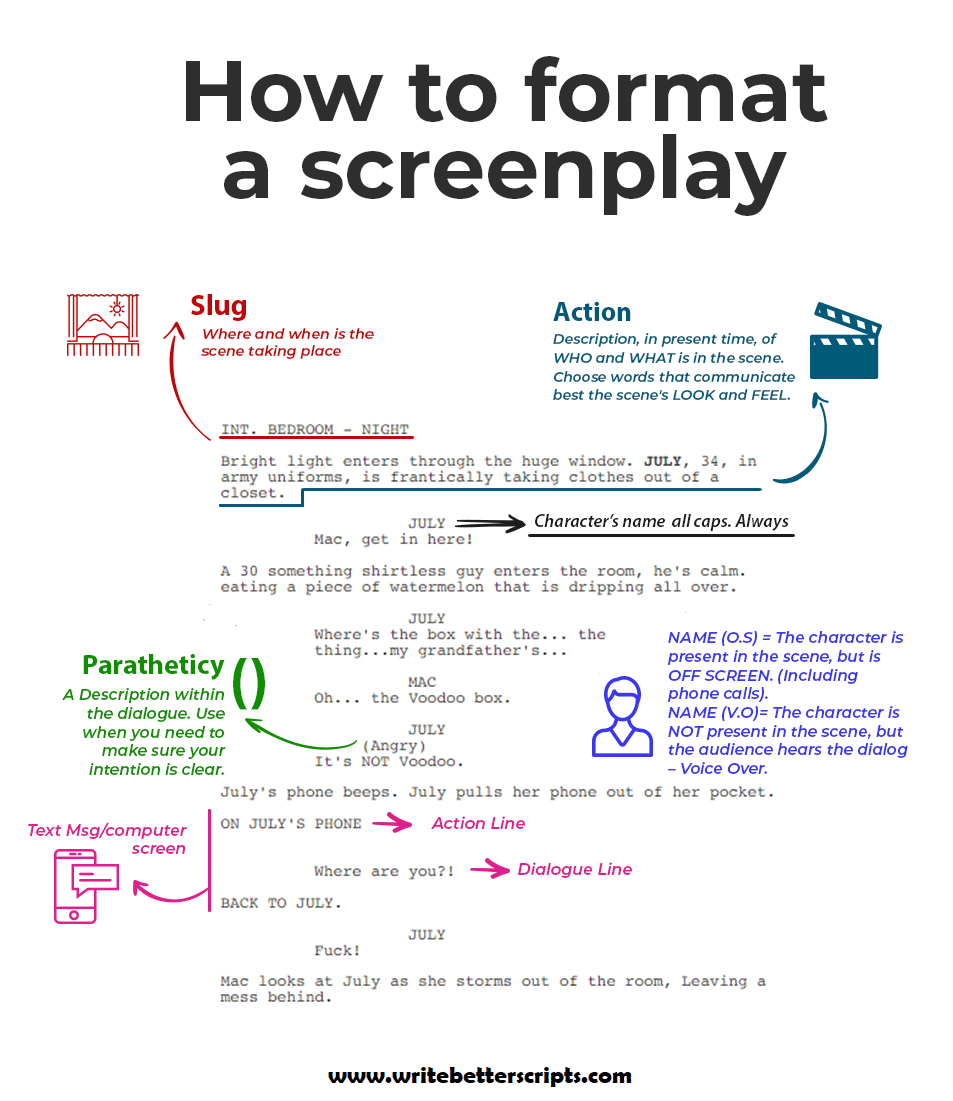 How to format
a screenplay
Slug
Where and when is the
scene taking place
Action
Description, in present time, of
WHO and WHAT is in the scene.
Choose words that communicate
best the scene's LOOK and FEEL.
INT. BEDROOM - NIGHT
Bright light enters through the huge window. JULY, 34, in
army uniforms, is frantically taking clothes out of a
closet.
JULY
Character's name all caps. Always
Mac, get in here!
A 30 something shirtless guy enters the room, he's calm.
eating a piece of watermelon that is dripping all over.
JULY
Where's the box with the... the
thing...my grandfather's...
MAC
Oh... the Voodoo box.
JULY
(Angry)
It's NOT Voodoo.
Paratheticy
()
A Description within
the dialogue. Use
when you need to
make sure your
intention is clear.
NAME (O.S) = The character is
present in the scene, but is
OFF SCREEN. (Including
phone calls).
NAME (V.O)= The character is
NOT present in the scene, but
the audience hears the dialog
– Voice Over.
July's phone beeps. July pulls her phone out of her pocket.
ON JULY'S PHONE
Action Line
Text Msg/computer
screen
Where are you?!
Dialogue Line
BACK TO JULY.
JULY
Fuck!
Mac looks at July as she storms out of the room, Leaving a
mess behind.
www.writebetterscripts.com